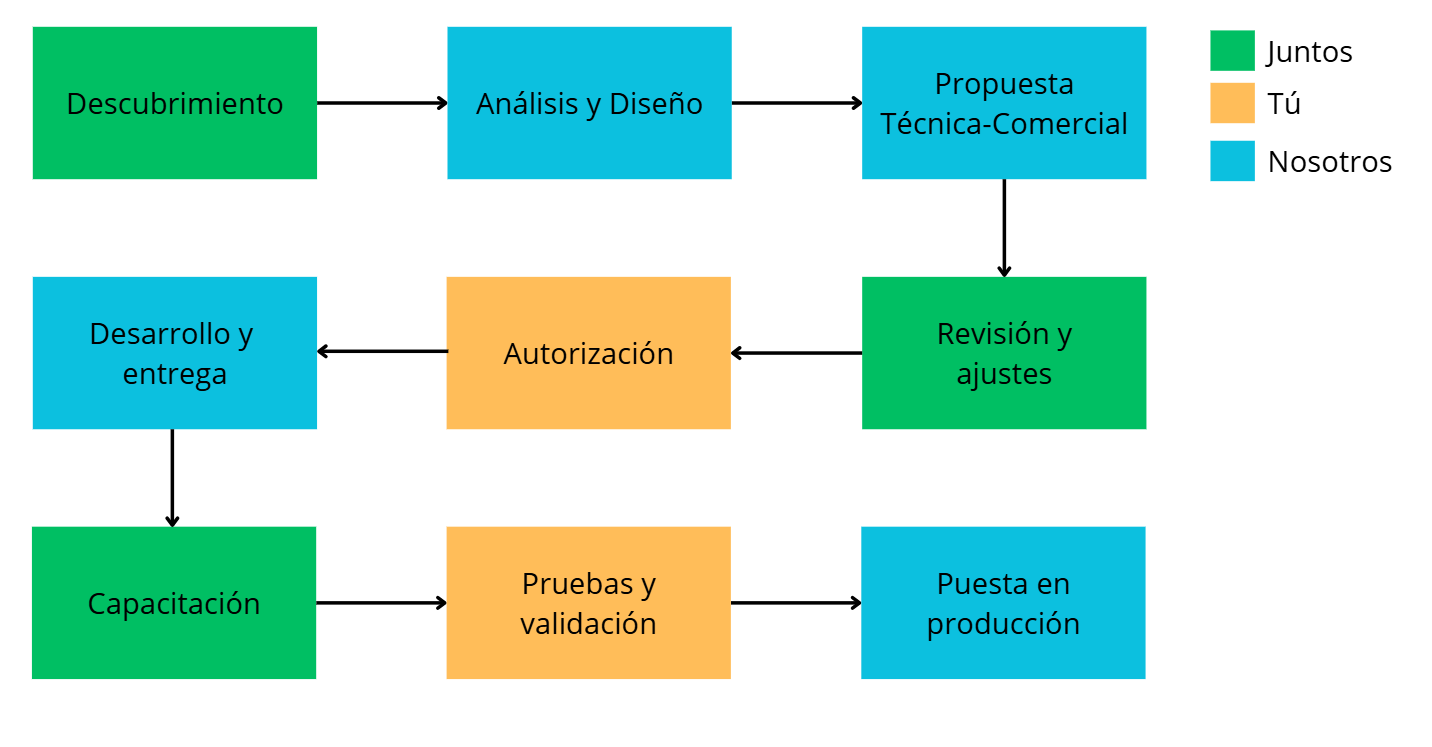 Descubrimiento
Análisis y Diseño
Propuesta
Técnica-Comercial
Juntos
Tú
Nosotros
Desarrollo y
entrega
Autorización
Revisión y
ajustes
Capacitación
Pruebas y
validación
Puesta en
producción